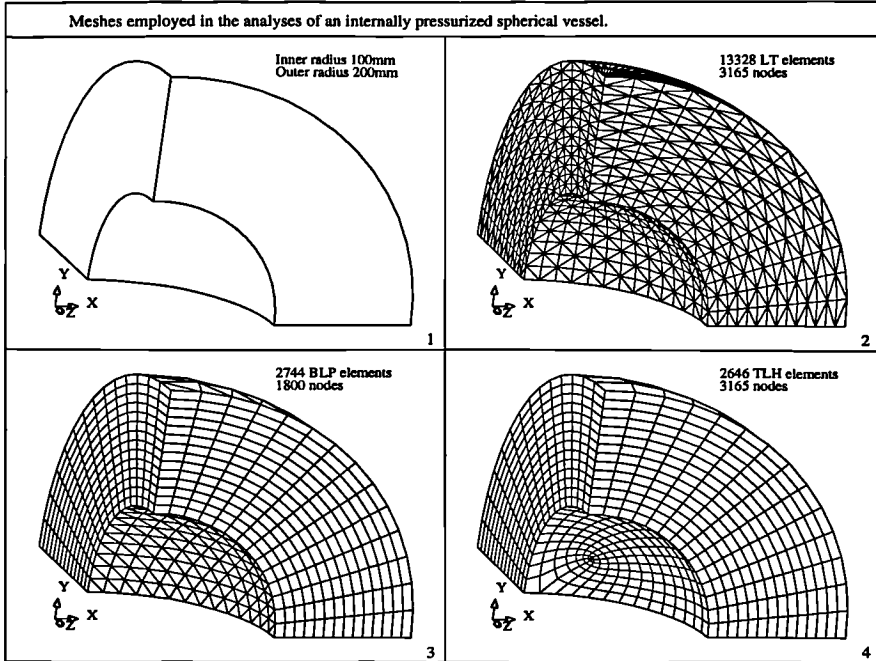 Meshes employed in the analyses of an internally pressurized spherical vessel.
Inner radius 100mm
Outer radius 200mm
Y
Z X
1
13328 LT elements
3165 nodes
Y
Z X
2
2744 BLP elements
1800 nodes
Y
Z X
3
2646 TLH elements
3165 nodes
Y
Z X
4